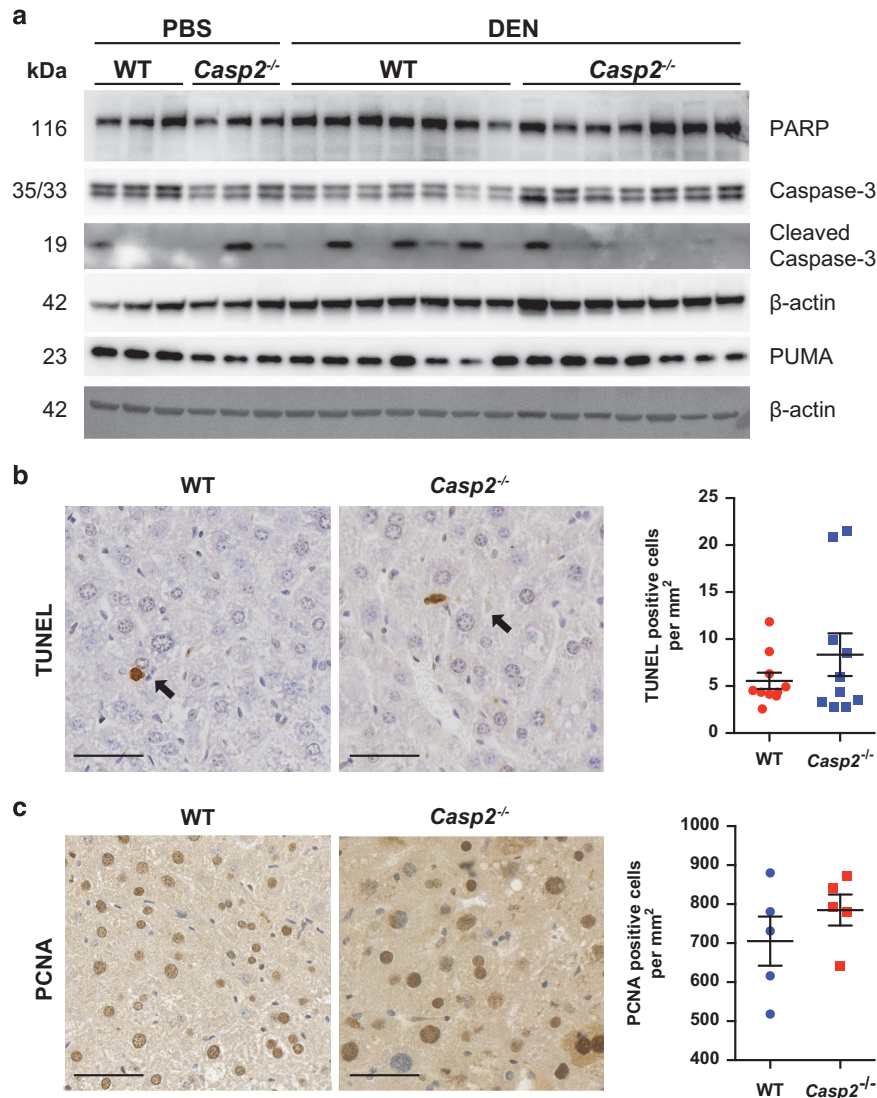 a
PBS DEN
kDa WT Casp2-/- WT Casp2-/-
116 PARP
35/33 Caspase-3
19 Cleaved
Caspase-3
42 β-actin
23 PUMA
42 β-actin
b
WT Casp2-/-
TUNEL
TUNEL positive cells
per mm2
25
20
15
10
5
0
WT Casp2-/-
c
WT Casp2-/-
PCNA
PCNA positive cells
per mm2
1000
900
800
700
600
500
400
WT Casp2-/-